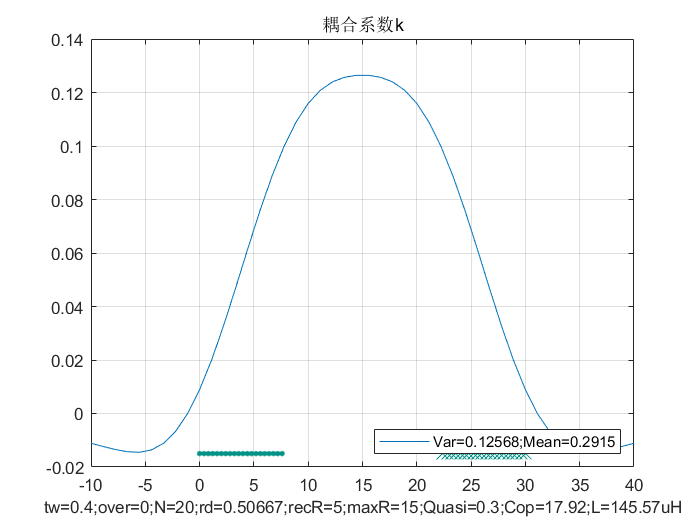 耦合系数k
0.14
0.12
0.1
0.08
0.06
0.04
0.02
0
-0.02
Var=0.12568;Mean=0.2915
-10 -5 0 5 10 15 20 25 30 35 40
tw=0.4;over=0;N=20;rd=0.50667;recR=5;maxR=15;Quasi=0.3;Cop=17.92;L=145.57uH